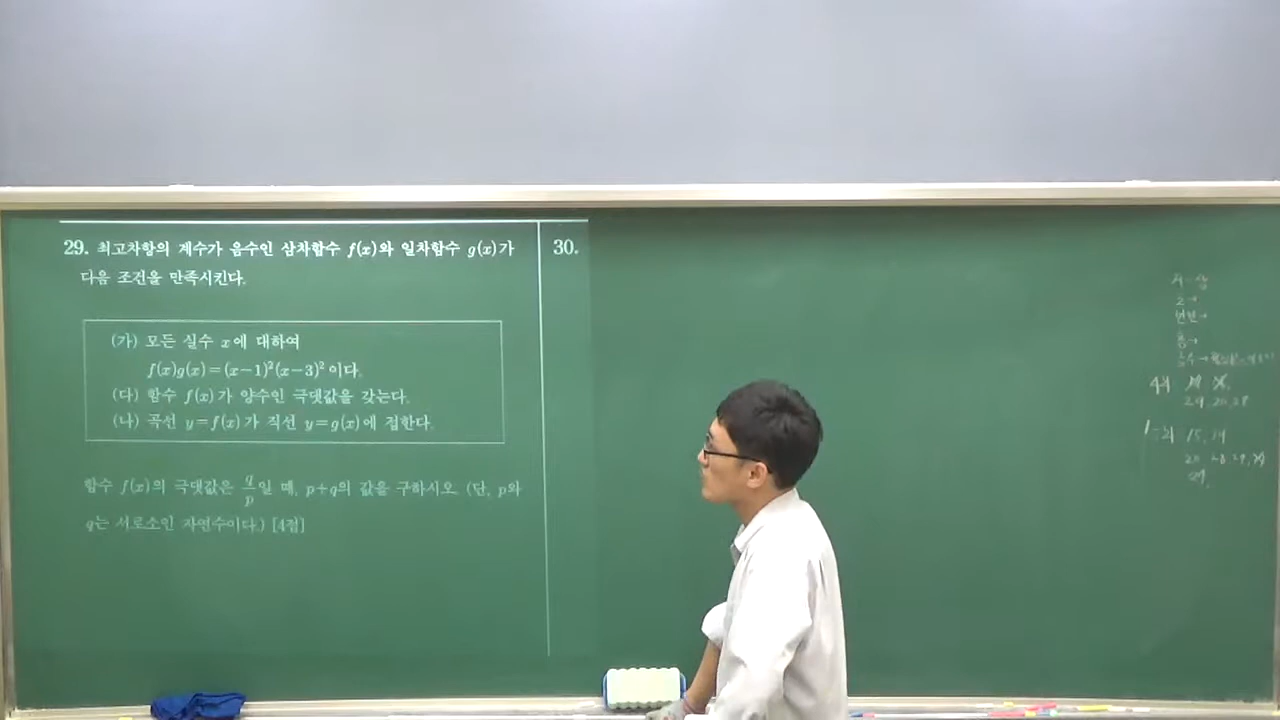 29. 최고차항의 계수가 음수인 삼차함수 f(x)와 일차함수 g(x)가
다음 조건을 만족시킨다.
(가) 모든 실수 x에 대하여
f(x)g(x)=(x-1)²(x-3)²이다.
(다) 함수 f(x)가 양수인 극댓값을 갖는다.
(나) 곡선 y=f(x)가 직선 y=g(x)에 접한다.
함수 f(x)의 극댓값은 q/p일 때, p+q의 값을 구하시오. (단, p와
q는 서로소인 자연수이다.) [4점]
30.